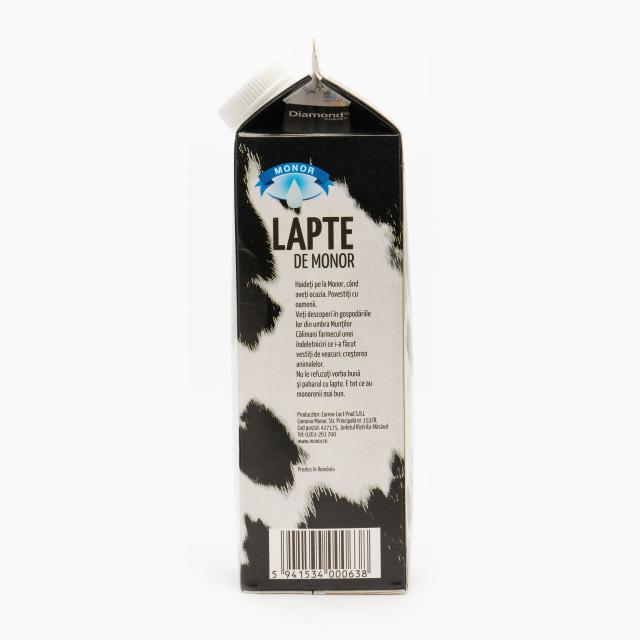 Diamond
MONOR
LAPTE
DE MONOR
Haideți pe la Monor, când
aveți ocazia. Povestiți cu
oamenii.
Veți descoperi în gospodăriile
lor din umbra Munților
Călimani farmecul unei
îndeletniciri ce i-a făcut
vestiți de veacuri: creșterea
animalelor.
Nu le refuzați vorba bună
și paharul cu lapte. E tot ce au
monorenii mai bun.
Producător: Carmo-Lact Prod S.R.L
Comuna Monor, Str. Principală nr. 153/B,
Cod poștal: 427175, Județul Bistrița-Năsăud
Tel: 0263-261 700
www.monor.ro
Produs în România
5 941534 000638